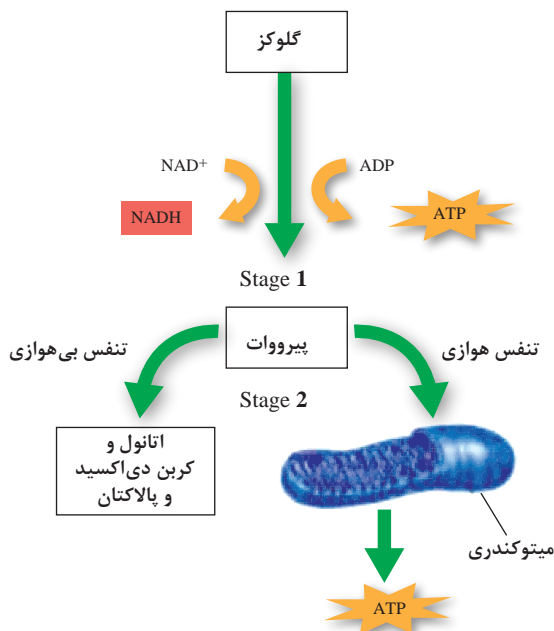 گلوکز
NAD+
ADP
NADH
ATP
Stage 1
پیرووات
تنفس هوازی
تنفس بی‌هوازی
Stage 2
اتانول و
کربن دی‌اکسید
و پالاکتان
میتوکندری
ATP